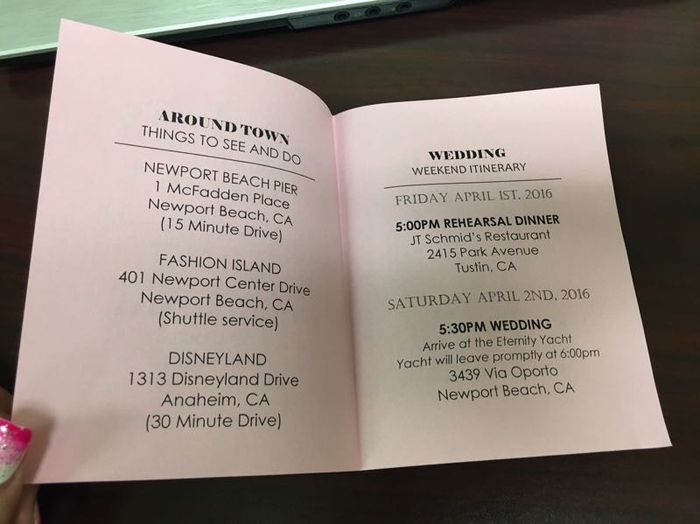 AROUND TOWN
THINGS TO SEE AND DO
NEWPORT BEACH PIER
1 McFadden Place
Newport Beach, CA
(15 Minute Drive)
FASHION ISLAND
401 Newport Center Drive
Newport Beach, CA
(Shuttle service)
DISNEYLAND
1313 Disneyland Drive
Anaheim, CA
(30 Minute Drive)
WEDDING
WEEKEND ITINERARY
FRIDAY APRIL 1ST, 2016
5:00PM REHEARSAL DINNER
JT Schmid's Restaurant
2415 Park Avenue
Tustin, CA
SATURDAY APRIL 2ND, 2016
5:30PM WEDDING
Arrive at the Eternity Yacht
Yacht will leave promptly at 6:00pm
3439 Via Oporto
Newport Beach, CA